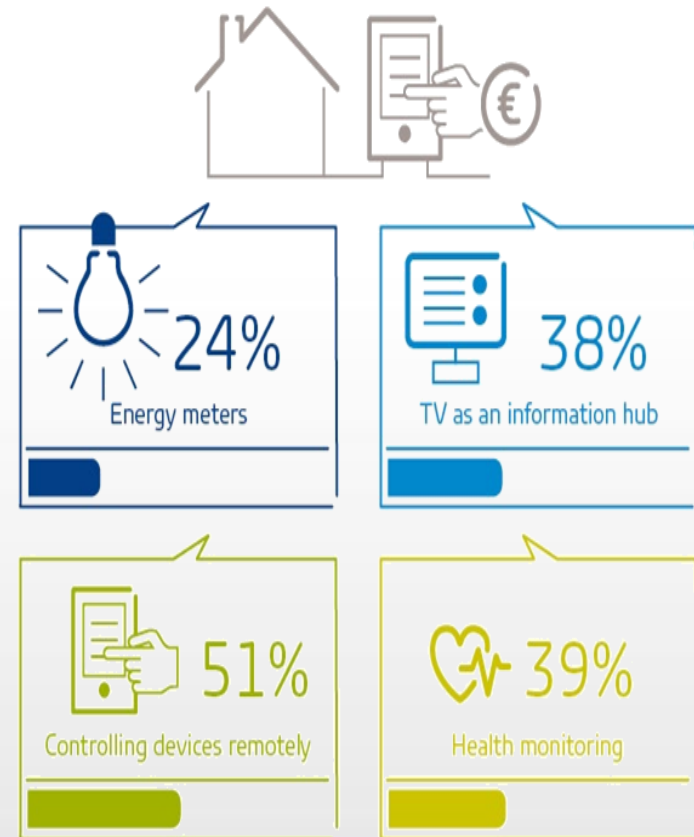 €
24%
Energy meters
38%
TV as an information hub
51%
Controlling devices remotely
39%
Health monitoring